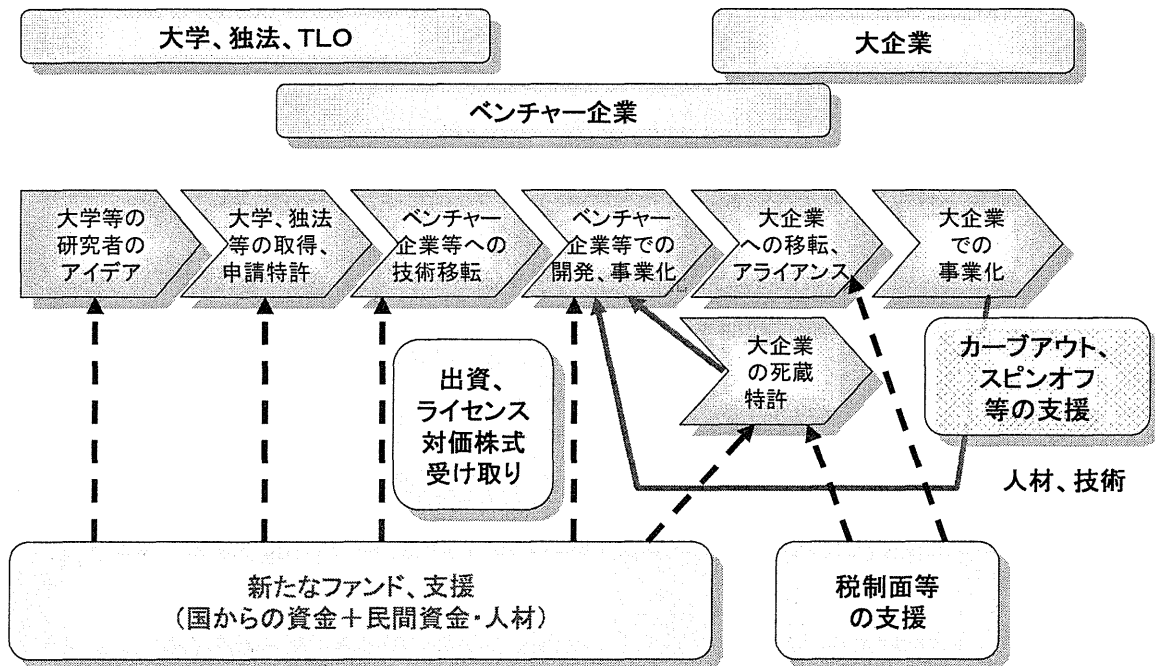 大学、独法、TLO
大企業
ベンチャー企業
大学等の
研究者の
アイデア
大学、独法
等の取得、
申請特許
ベンチャー
企業等への
技術移転
ベンチャー
企業等での
開発、事業化
大企業
への移転、
アライアンス
大企業
での
事業化
出資、
ライセンス
対価株式
受け取り
大企業
の死蔵
特許
カーブアウト、
スピンオフ
等の支援
人材、技術
新たなファンド、支援
(国からの資金+民間資金・人材)
税制面等
の支援